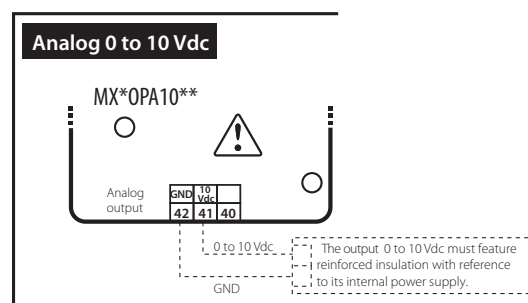 Analog 0 to 10 Vdc
MX*OPA10**
Analog
output
GND 10 Vdc
42 41 40
0 to 10 Vdc
GND
The output 0 to 10 Vdc must feature
reinforced insulation with reference
to its internal power supply.